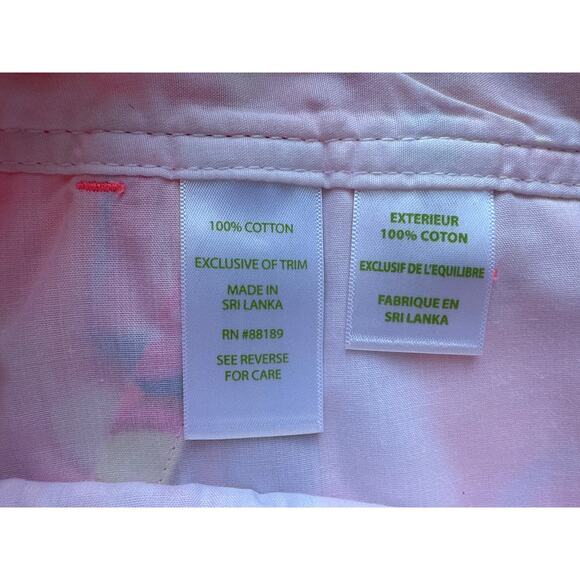 100% COTTON
EXCLUSIVE OF TRIM
MADE IN
SRI LANKA
RN #88189
SEE REVERSE
FOR CARE
EXTERIEUR
100% COTON
EXCLUSIF DE L'EQUILIBRE
FABRIQUE EN
SRI LANKA